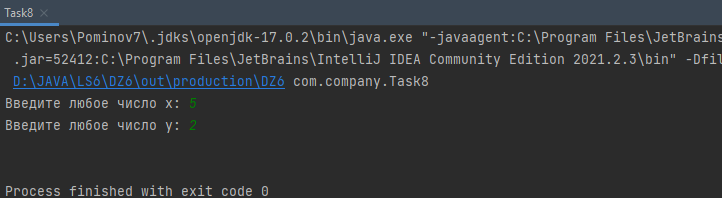 Task8
C:\Users\Pominov7\.jdks\openjdk-17.0.2\bin\java.exe "-javaagent:C:\Program Files\JetBrains
.jar=52412:C:\Program Files\JetBrains\IntelliJ IDEA Community Edition 2021.2.3\bin" -Dfil
D:\JAVA\LS6\DZ6\out\production\DZ6 com.company.Task8
Введите любое число x: 5
Введите любое число y: 2
Process finished with exit code 0